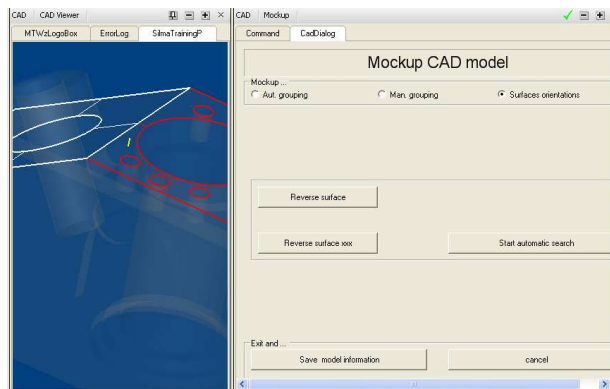 CAD CAD Viewer
MTWzLogoBox ErrorLog SilmaTrainingP
CAD Mockup
Command CadDialog
Mockup CAD model
Mockup ...
Aut. grouping Man. grouping Surfaces orientations
Reverse surface
Reverse surface xxx Start automatic search
Exit and ...
Save model information cancel